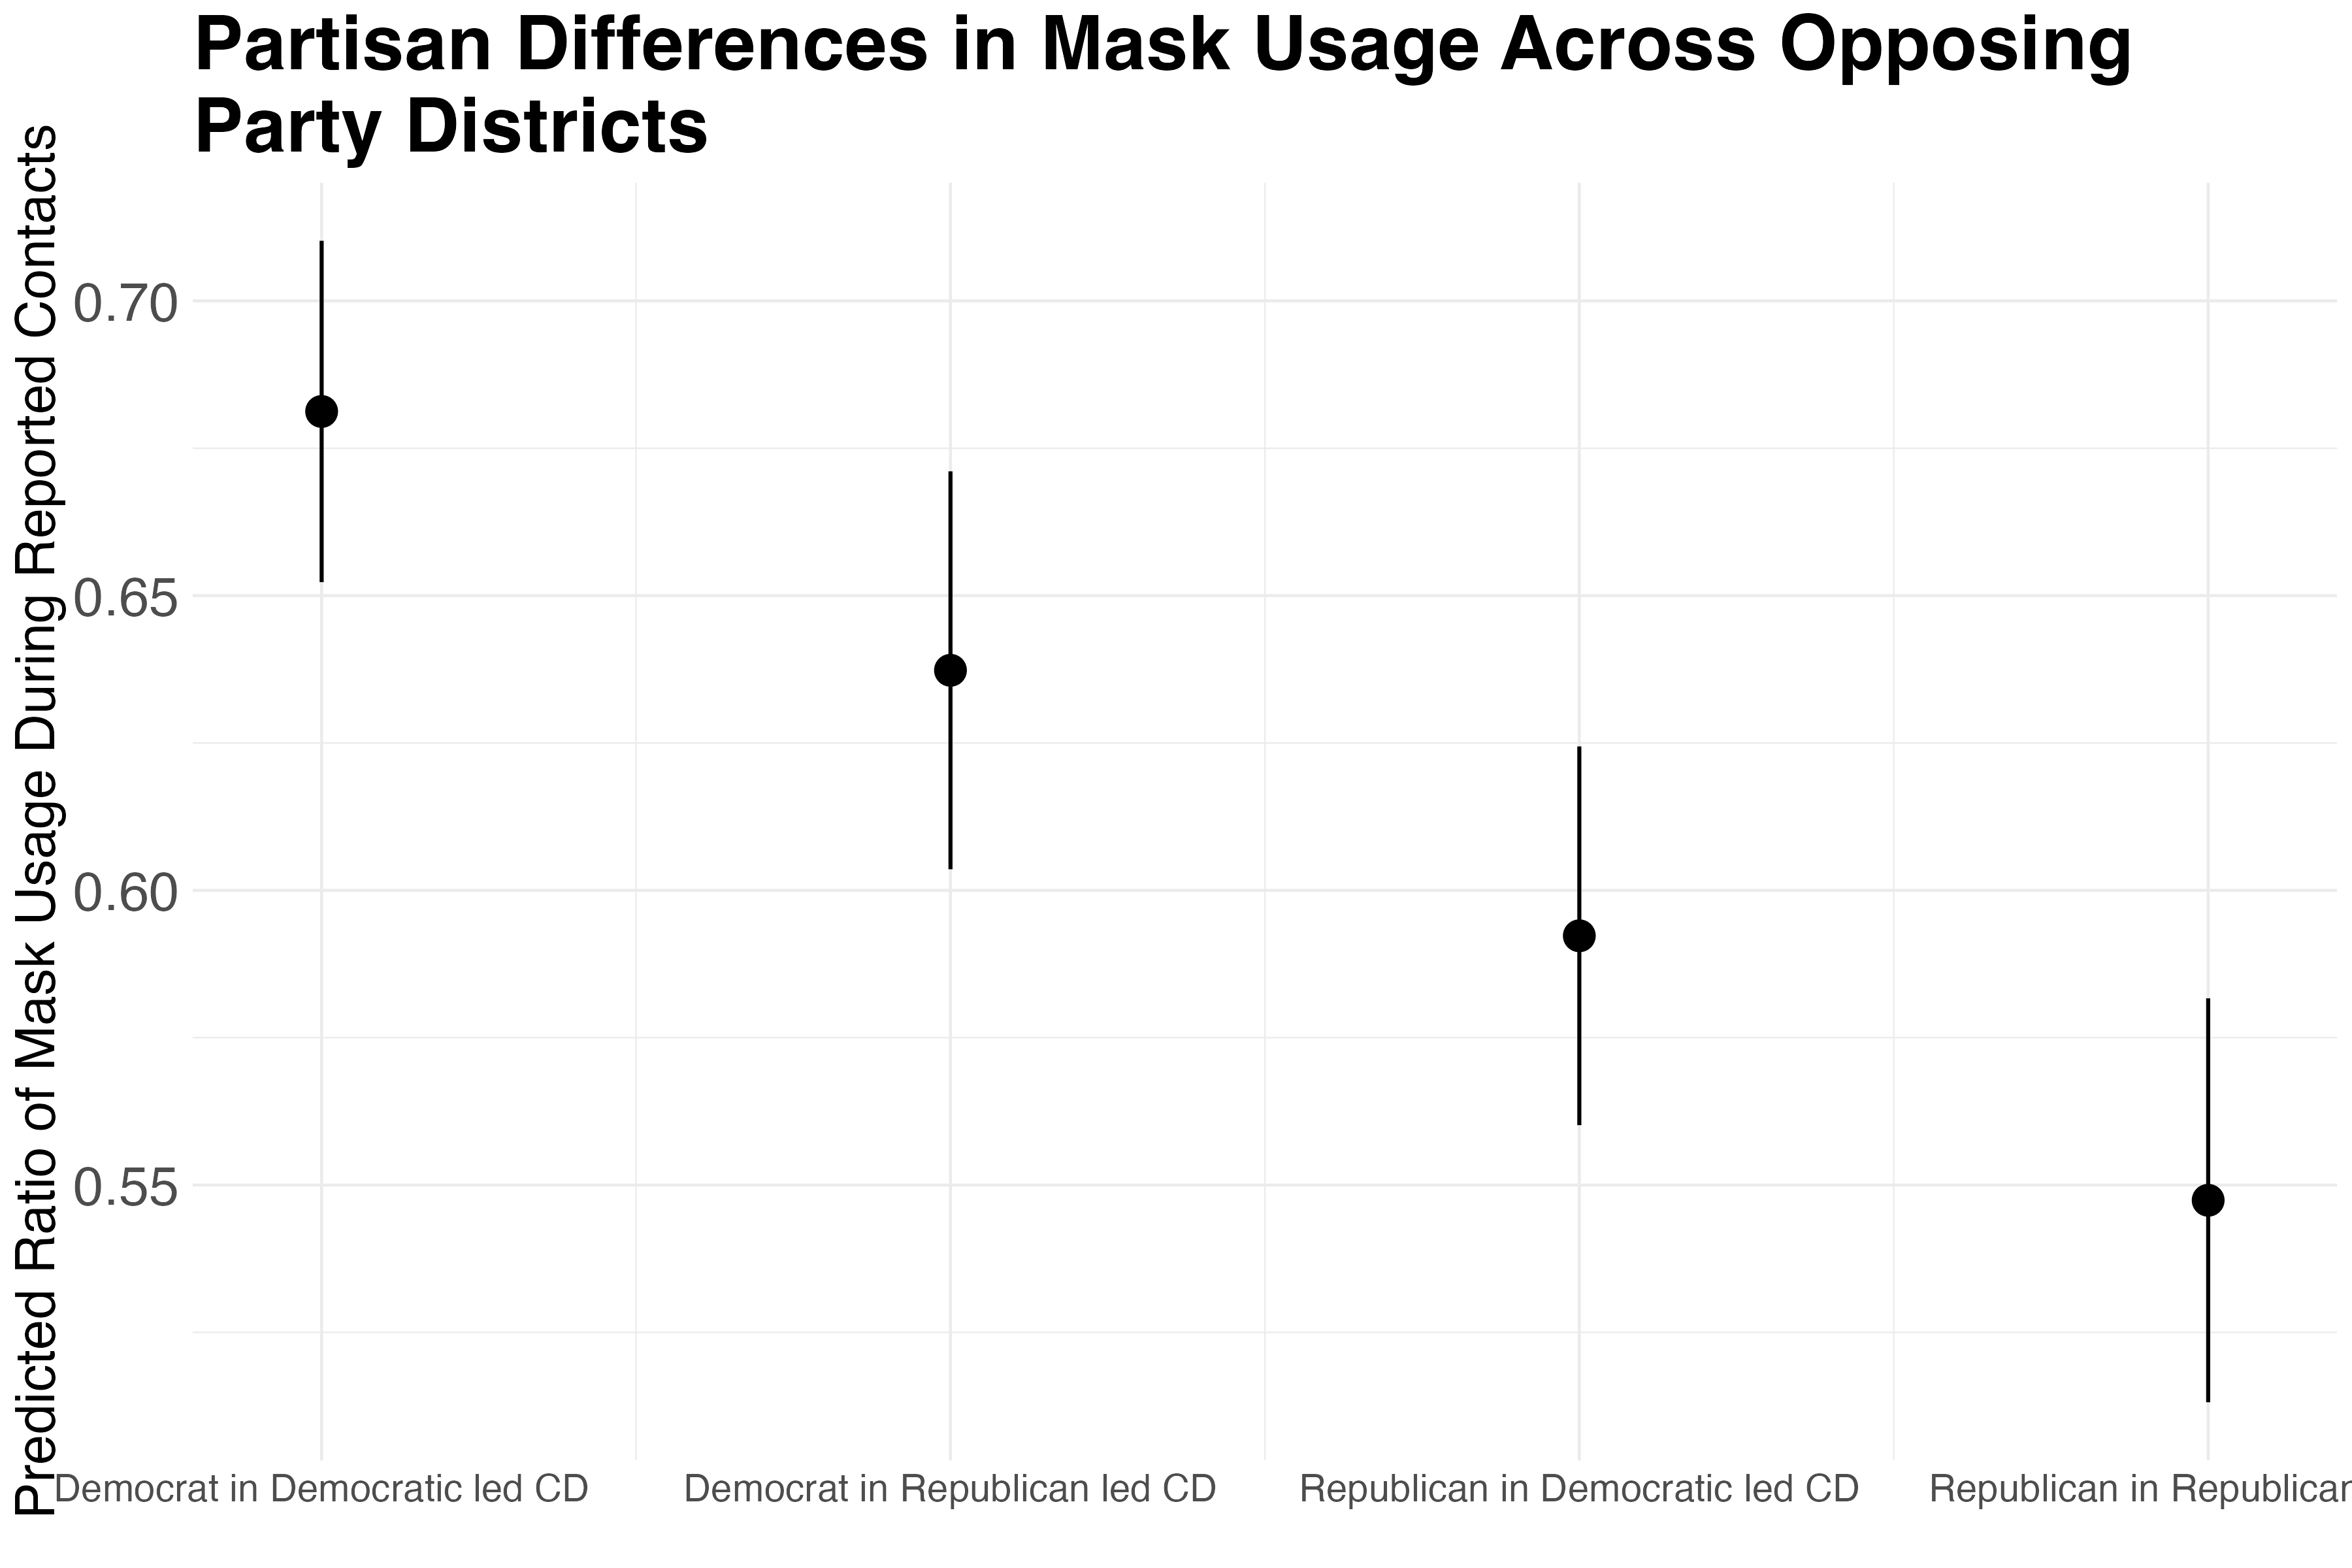 Partisan Differences in Mask Usage Across Opposing
Party Districts
Predicted Ratio of Mask Usage During Reported Contacts
0.70
0.65
0.60
0.55
Democrat in Democratic led CD
Democrat in Republican led CD
Republican in Democratic led CD
Republican in Republican